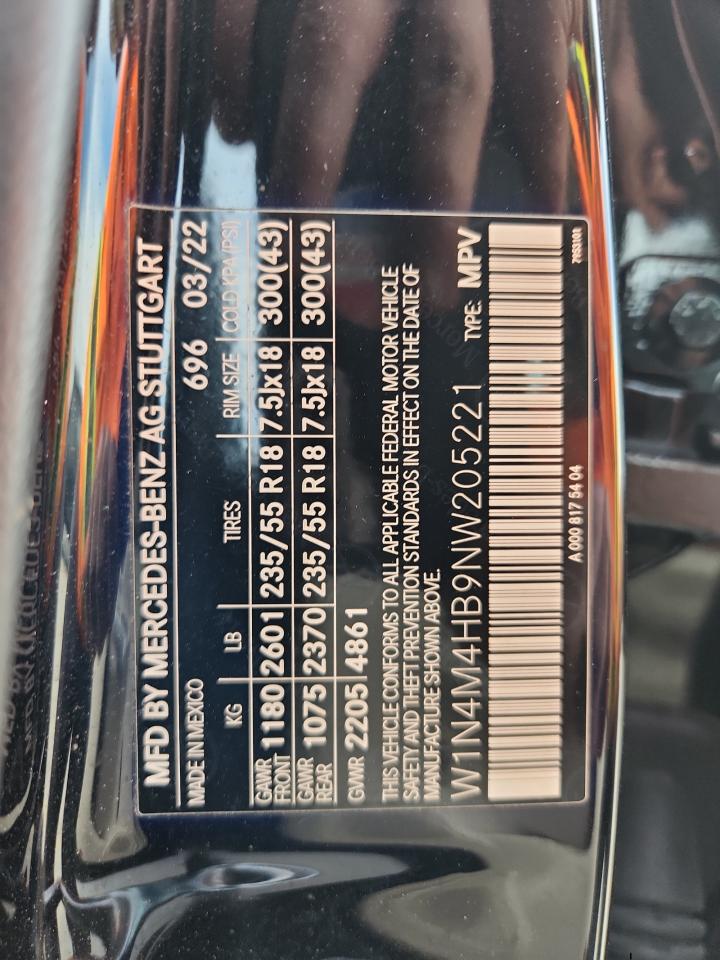 MFD BY MERCEDES-BENZ AG STUTTGART
MADE IN MEXICO 696 03/22
KG LB TIRES RIM SIZE COLD KPA(PSI)
GAWR FRONT 1180 2601 235/55 R18 7.5Jx18 300(43)
GAWR REAR 1075 2370 235/55 R18 7.5Jx18 300(43)
GVWR 2205 4861
THIS VEHICLE CONFORMS TO ALL APPLICABLE FEDERAL MOTOR VEHICLE
SAFETY AND THEFT PREVENTION STANDARDS IN EFFECT ON THE DATE OF
MANUFACTURE SHOWN ABOVE.
W1N4M4HB9NW205221 TYPE: MPV
A 000 817 54 04 7953101